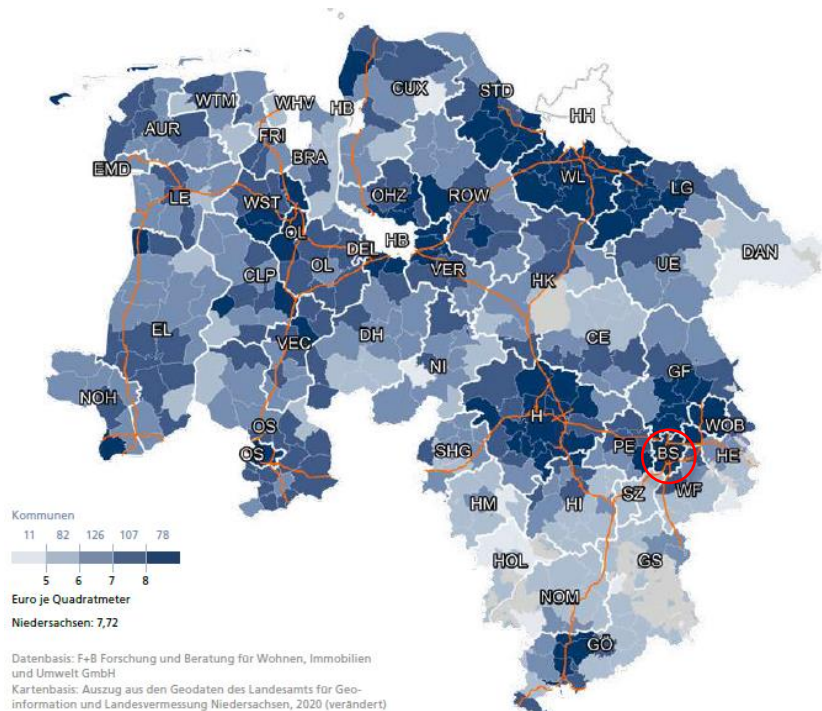 CUX
STD
WTM
WHV
HB
HH
AUR
FRI
BRA
EMD
OHZ
ROW
WL
LG
LE
WST
OL
HB
DEL
DAN
OL
VER
UE
CLP
HK
EL
VEC
DH
CE
NI
GF
NOH
H
WOB
OS
PE
BS
HE
OS
SHG
SZ
WF
HM
HI
HOL
GS
NOM
GÖ
Kommunen
11 82 126 107 78
5 6 7 8
Euro je Quadratmeter
Niedersachsen: 7,72
Datenbasis: F+B Forschung und Beratung für Wohnen, Immobilien
und Umwelt GmbH
Kartenbasis: Auszug aus den Geodaten des Landesamts für Geo-
information und Landesvermessung Niedersachsen, 2020 (verändert)